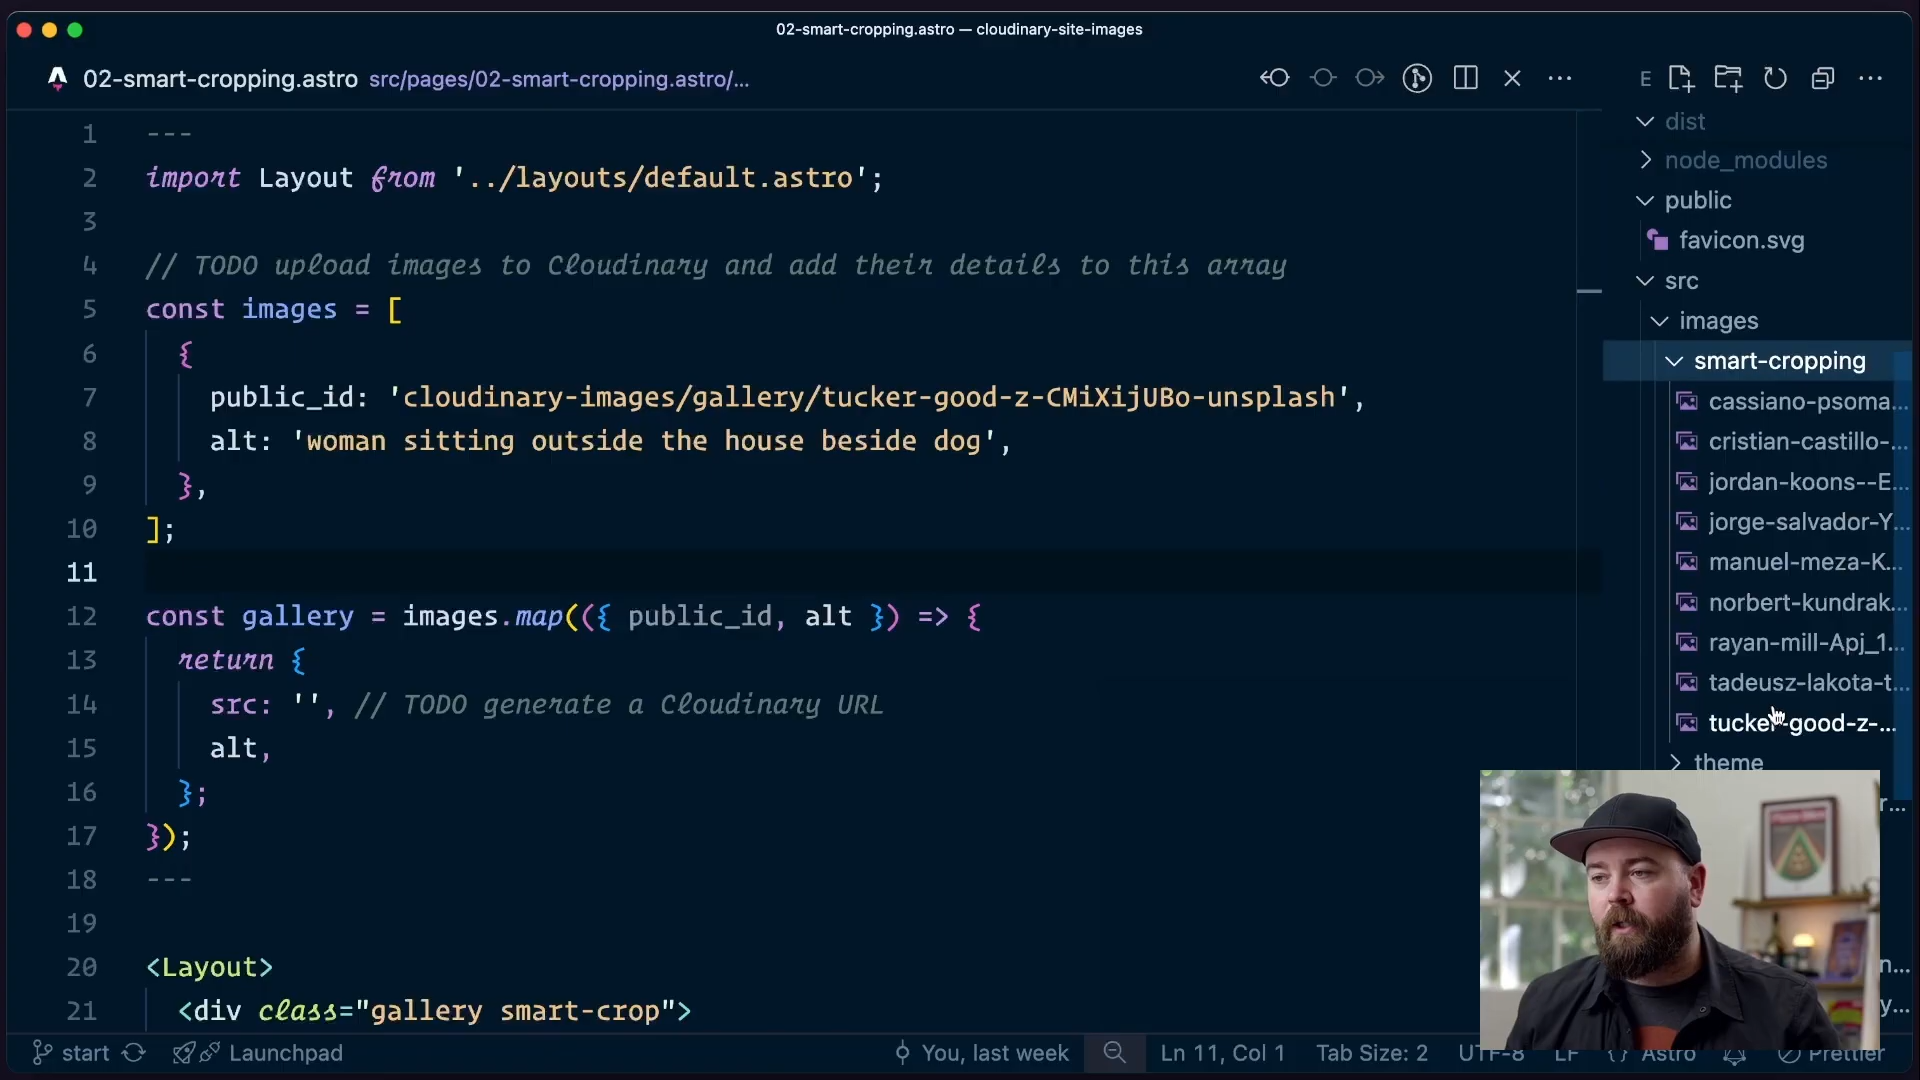 02-smart-cropping.astro — cloudinary-site-images
02-smart-cropping.astro src/pages/02-smart-cropping.astro/...
E
1 ---
2 import Layout from '../layouts/default.astro';
3
4 // TODO upload images to Cloudinary and add their details to this array
5 const images = [
6 {
7 public_id: 'cloudinary-images/gallery/tucker-good-z-CMiXijUBo-unsplash',
8 alt: 'woman sitting outside the house beside dog',
9 },
10 ];
11
12 const gallery = images.map(({ public_id, alt }) => {
13 return {
14 src: '', // TODO generate a Cloudinary URL
15 alt,
16 };
17 });
18 ---
19
20 <Layout>
21 <div class="gallery smart-crop">
dist
node_modules
public
favicon.svg
src
images
smart-cropping
cassiano-psoma...
cristian-castillo-...
jordan-koons--E...
jorge-salvador-Y...
manuel-meza-K...
norbert-kundrak...
rayan-mill-Apj_1...
tadeusz-lakota-t...
tucker-good-z-...
theme
r...
n...
y...
start Launchpad You, last week Ln 11, Col 1 Tab Size: 2 UTF-8 LF {} Astro Prettier